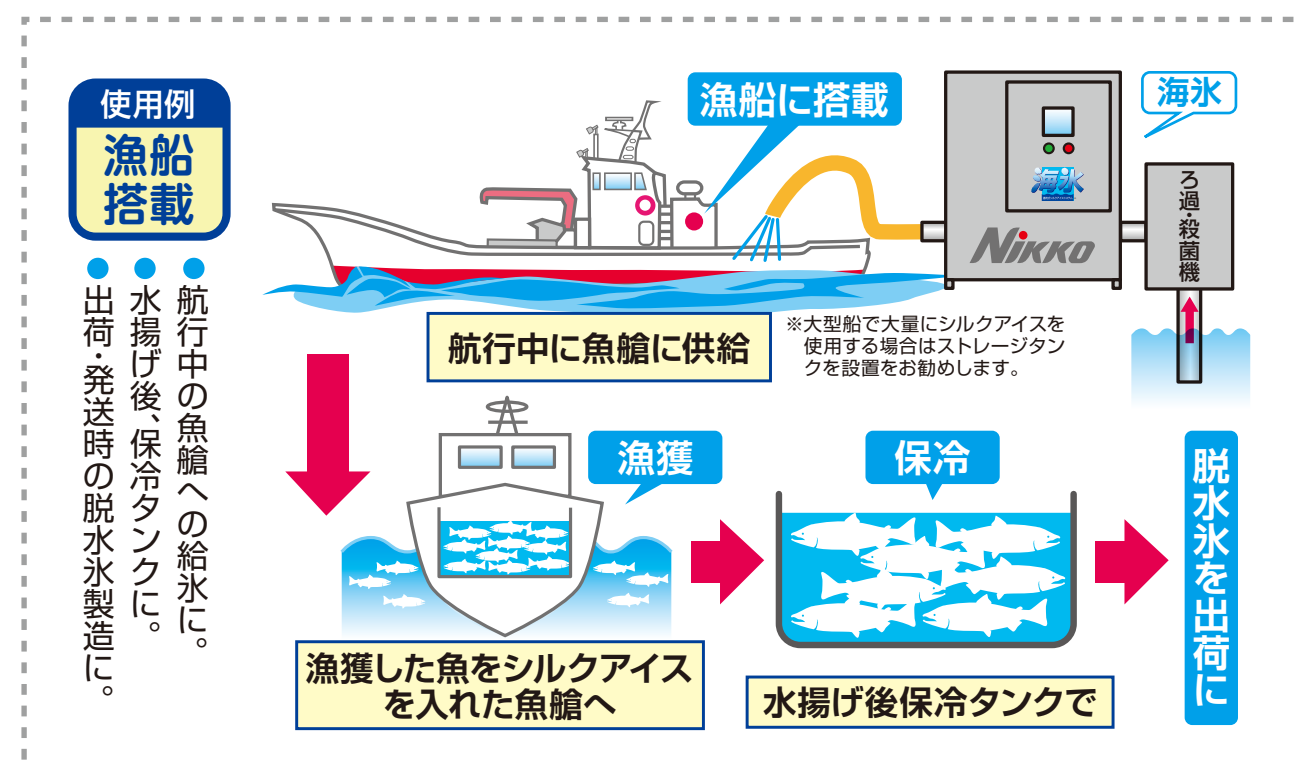 使用例
漁船
搭載
●航行中の魚艙への給氷に。
●水揚げ後、保冷タンクに。
●出荷・発送時の脱水氷製造に。
漁船に搭載
海氷
海氷
NiKKO
ろ過・殺菌機
航行中に魚艙に供給
※大型船で大量にシルクアイスを
使用する場合はストレージタン
クを設置をお勧めします。
漁獲
漁獲した魚をシルクアイス
を入れた魚艙へ
保冷
水揚げ後保冷タンクで
脱水氷を出荷に